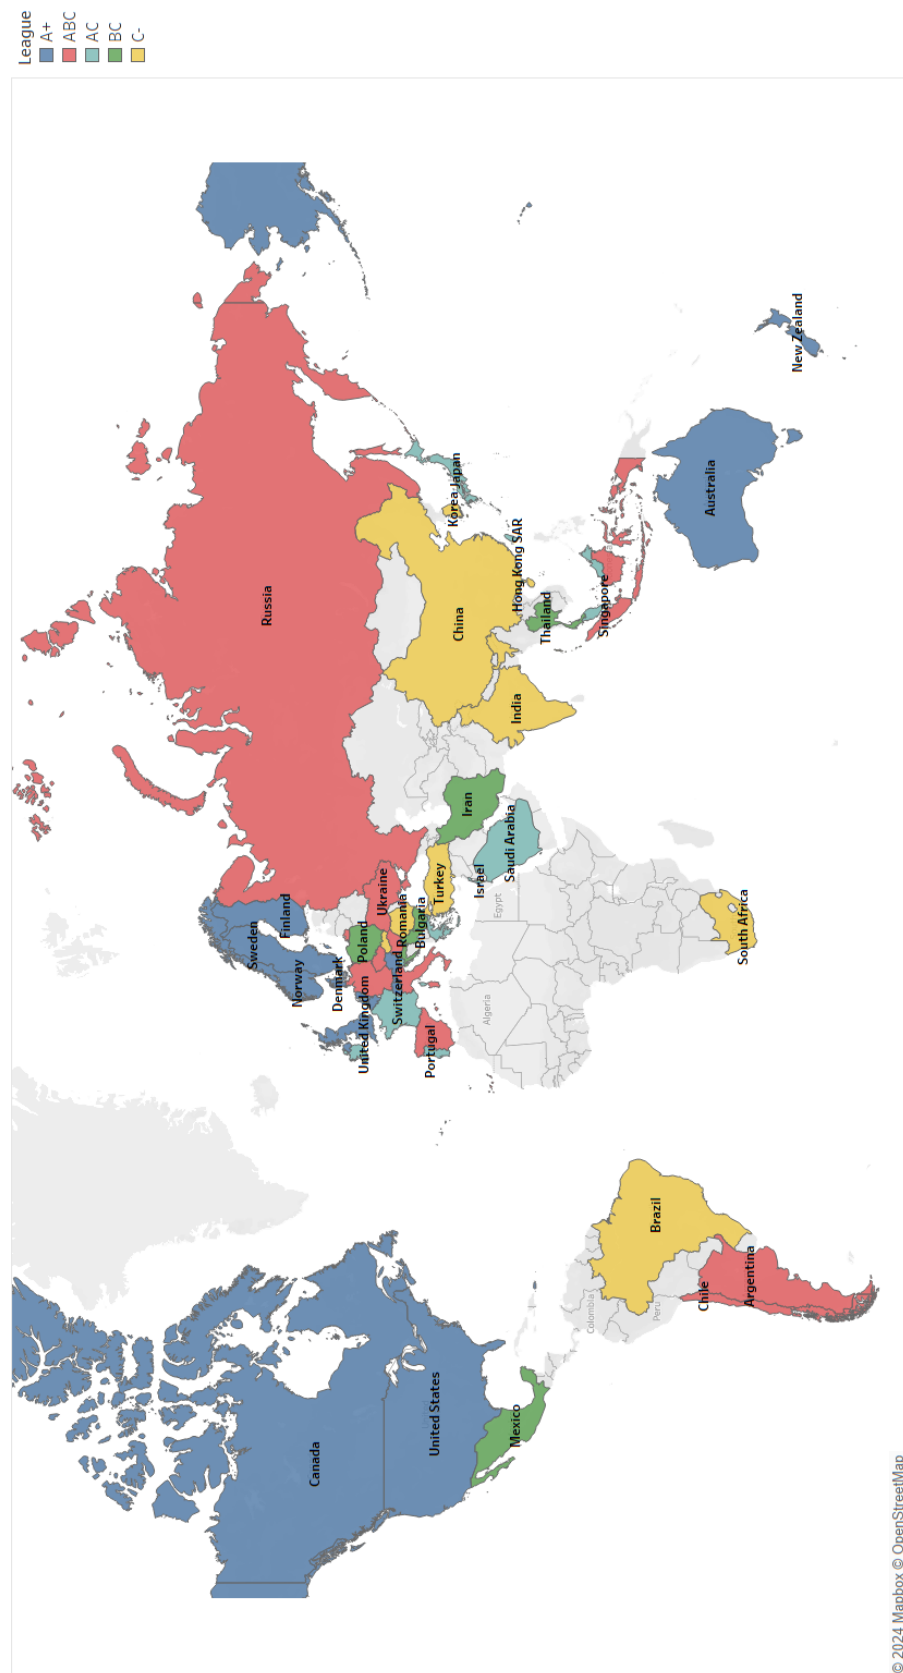 League
A+
ABC
AC
BC
C-
Russia
Canada
United States
Mexico
Brazil
Argentina
Chile
Colombia
Peru
Sweden
Finland
Norway
Denmark
United Kingdom
Poland
Ukraine
Switzerland
Romania
Bulgaria
Portugal
Turkey
Israel
Saudi Arabia
Iran
Egypt
Algeria
South Africa
India
China
Korea
Japan
Hong Kong SAR
Thailand
Singapore
Australia
New Zealand
© 2024 Mapbox © OpenStreetMap